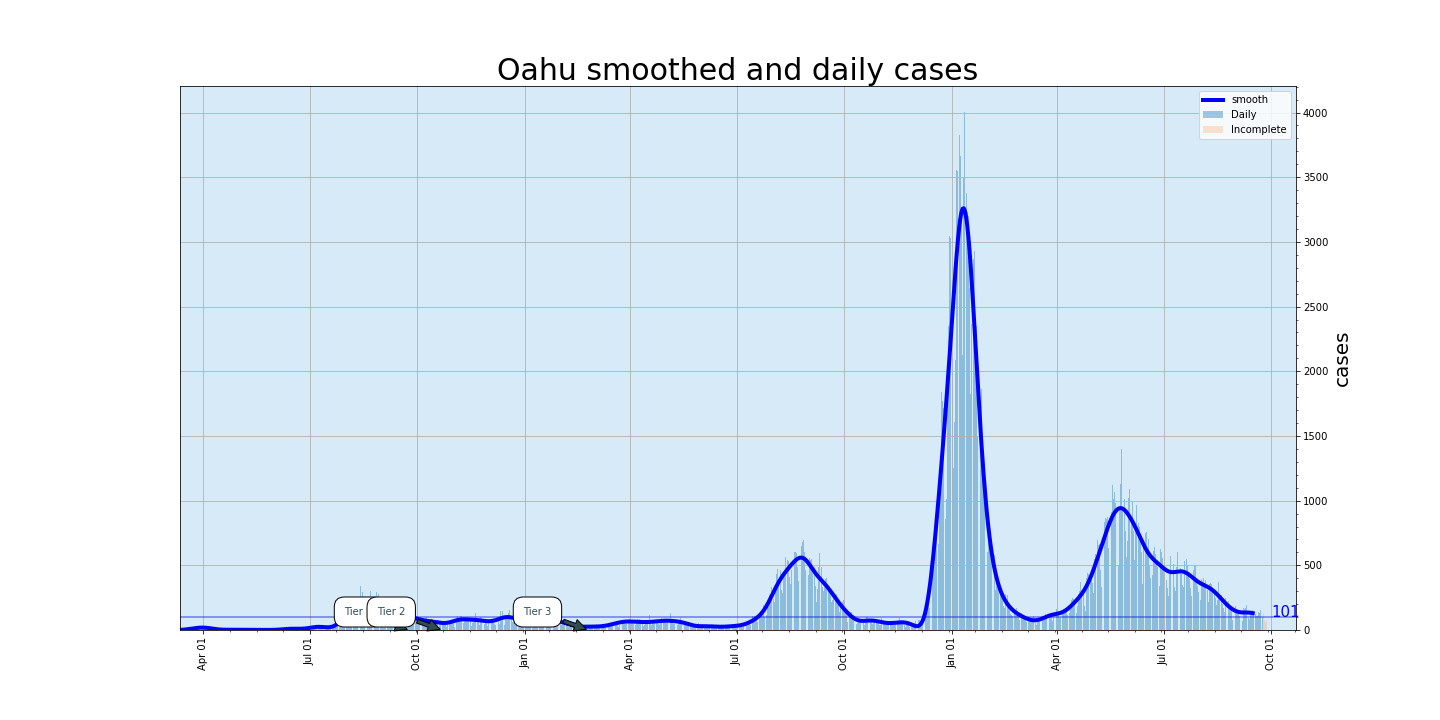 Oahu smoothed and daily cases
smooth
Daily
Incomplete
4000
3500
3000
2500
2000
1500
1000
500
0
cases
Tier
Tier 2
Tier 3
101
Apr 01
Jul 01
Oct 01
Jan 01
Apr 01
Jul 01
Oct 01
Jan 01
Apr 01
Jul 01
Oct 01